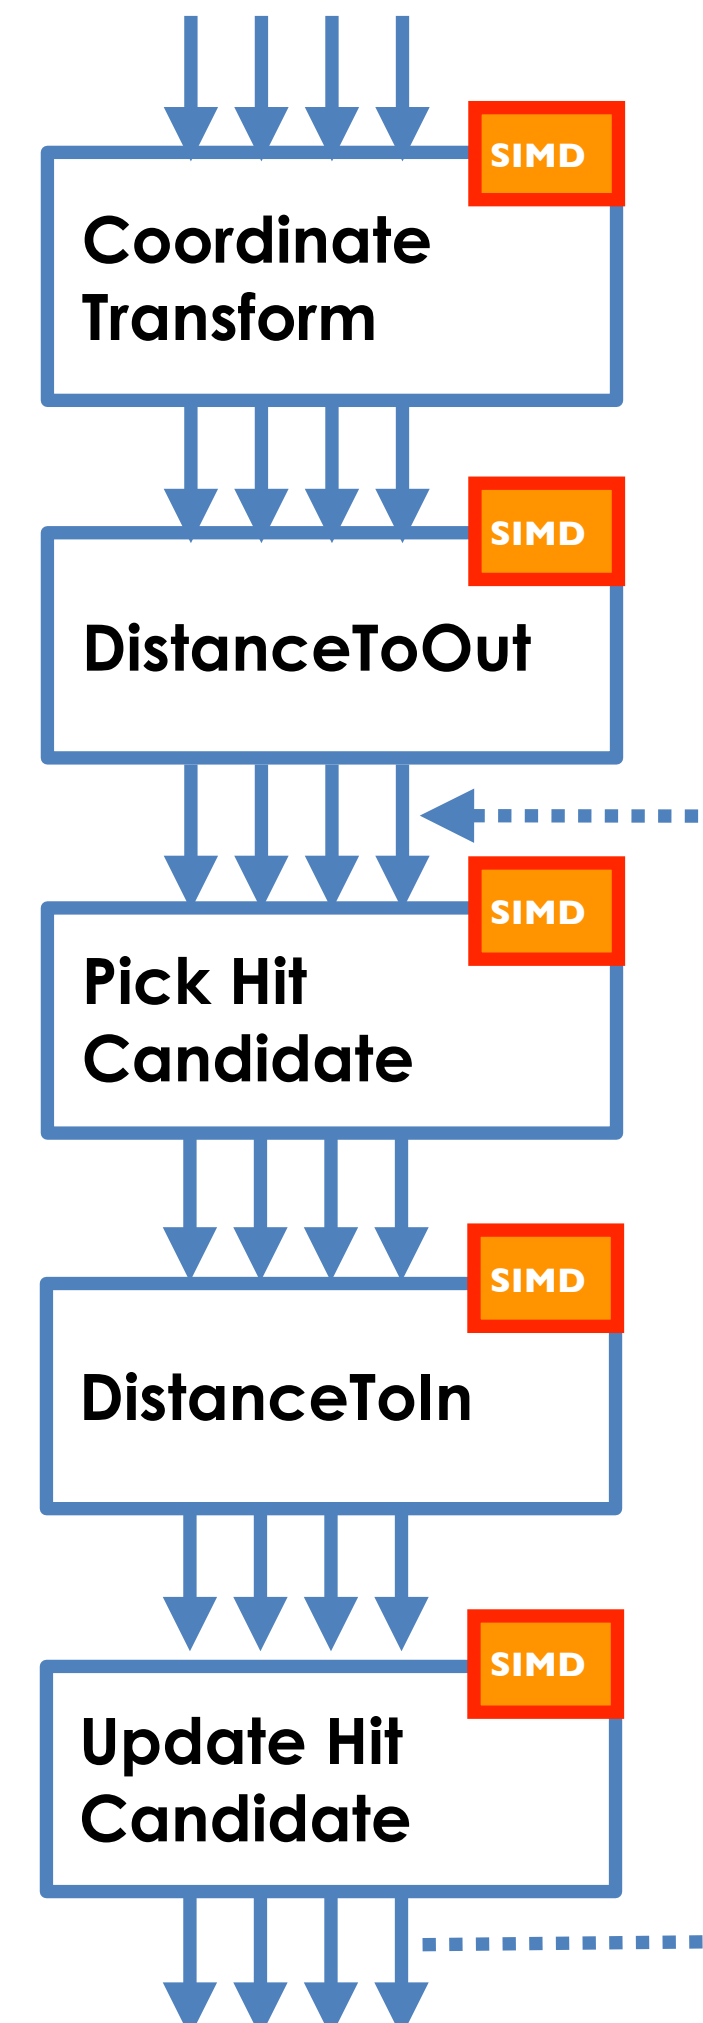 SIMD
Coordinate
Transform
SIMD
DistanceToOut
SIMD
Pick Hit
Candidate
SIMD
DistanceToIn
SIMD
Update Hit
Candidate